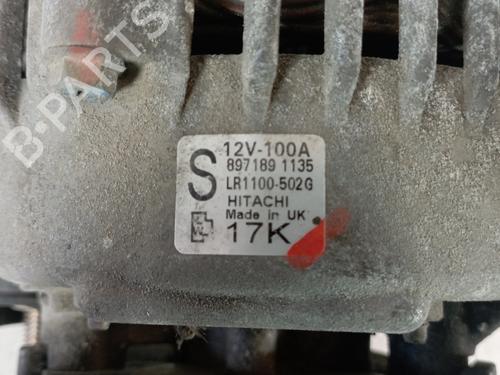 B-PARTS
S
12V-100A
897189 1135
LR1100-502G
HITACHI
Made in UK
17K